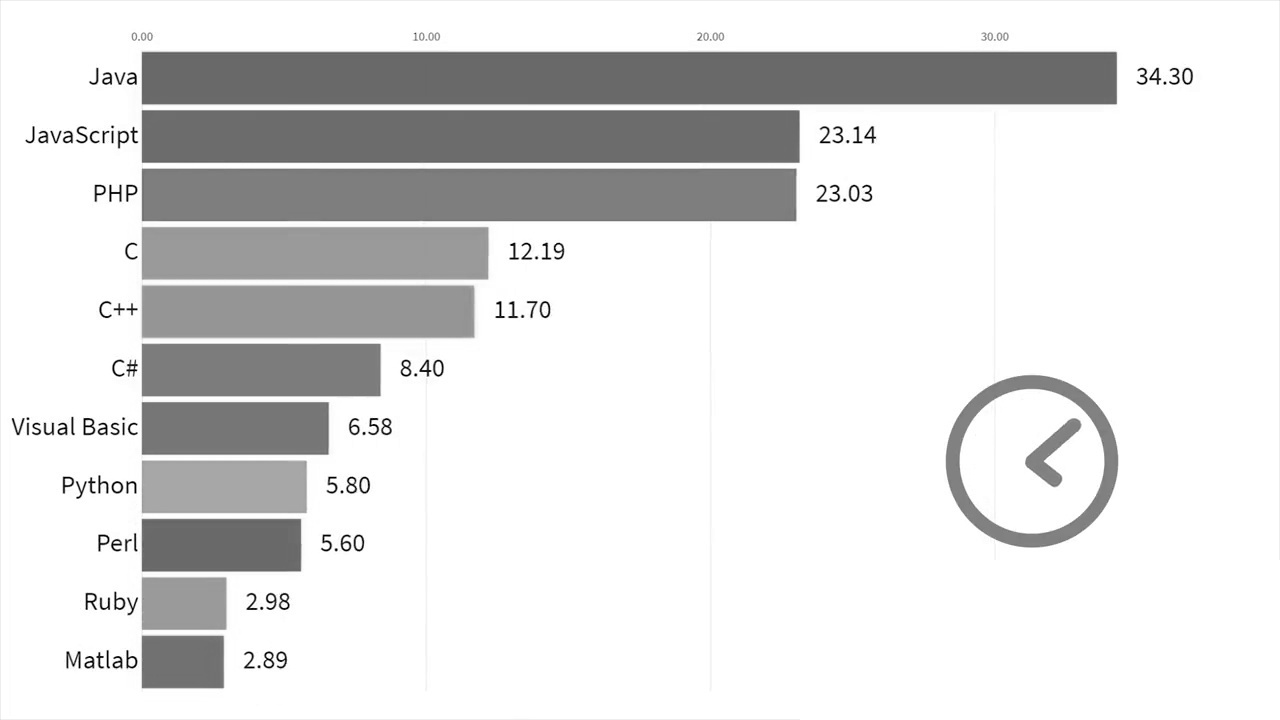 0.00 10.00 20.00 30.00
Java 34.30
JavaScript 23.14
PHP 23.03
C 12.19
C++ 11.70
C# 8.40
Visual Basic 6.58
Python 5.80
Perl 5.60
Ruby 2.98
Matlab 2.89